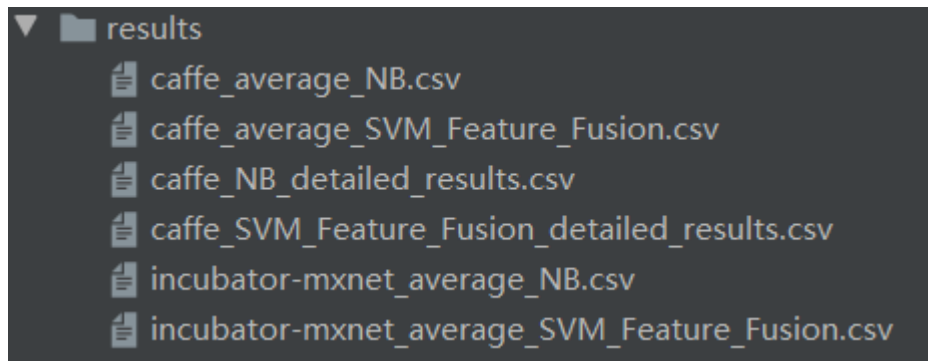 results
caffe_average_NB.csv
caffe_average_SVM_Feature_Fusion.csv
caffe_NB_detailed_results.csv
caffe_SVM_Feature_Fusion_detailed_results.csv
incubator-mxnet_average_NB.csv
incubator-mxnet_average_SVM_Feature_Fusion.csv